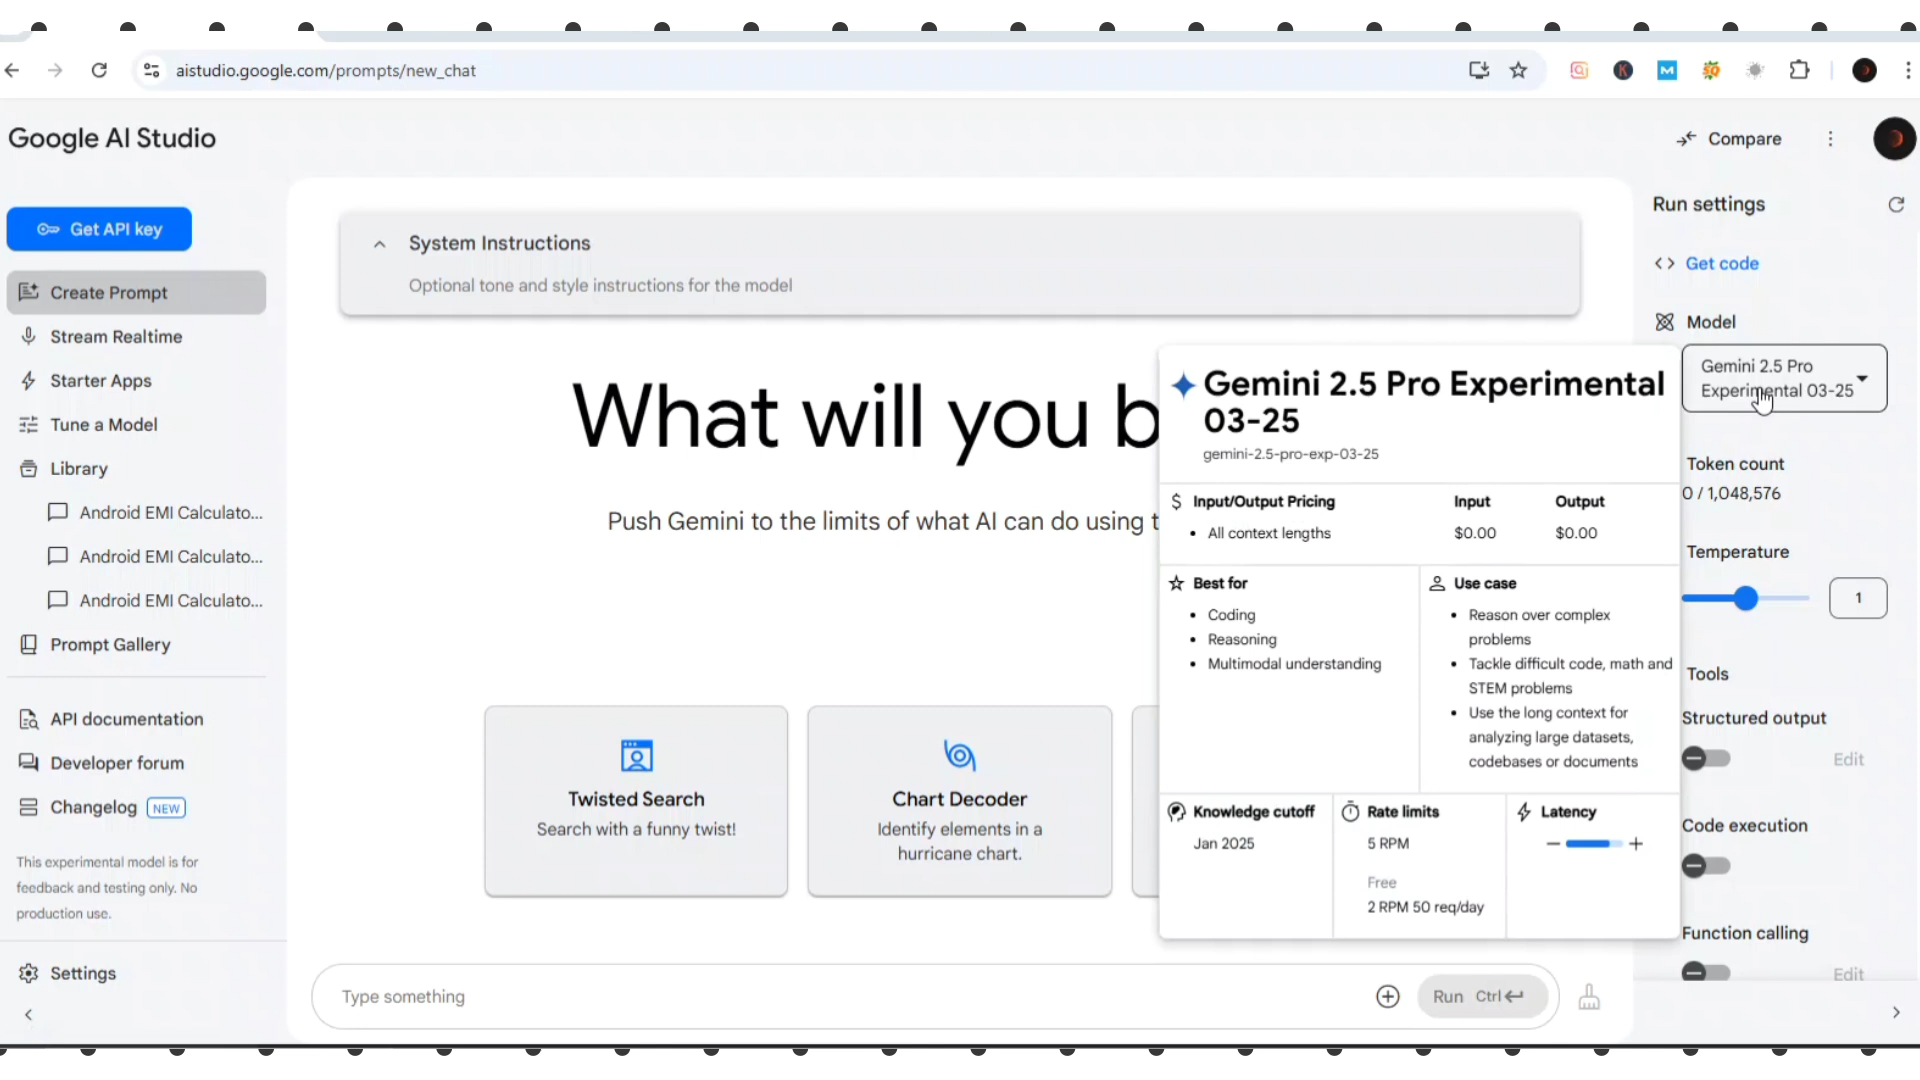 aistudio.google.com/prompts/new_chat
Google AI Studio
Compare
Get API key
Create Prompt
Stream Realtime
Starter Apps
Tune a Model
Library
Android EMI Calculato...
Android EMI Calculato...
Android EMI Calculato...
Prompt Gallery
API documentation
Developer forum
Changelog NEW
This experimental model is for
feedback and testing only. No
production use.
Settings
System Instructions
Optional tone and style instructions for the model
What will you b
Push Gemini to the limits of what AI can do using t
Twisted Search
Search with a funny twist!
Chart Decoder
Identify elements in a
hurricane chart.
Type something
Run Ctrl
Gemini 2.5 Pro Experimental
03-25
gemini-2.5-pro-exp-03-25
$ Input/Output Pricing Input Output
• All context lengths $0.00 $0.00
Best for
• Coding
• Reasoning
• Multimodal understanding
Use case
• Reason over complex
problems
• Tackle difficult code, math and
STEM problems
• Use the long context for
analyzing large datasets,
codebases or documents
Knowledge cutoff
Jan 2025
Rate limits
5 RPM
Free
2 RPM 50 req/day
Latency
Run settings
Get code
Model
Gemini 2.5 Pro
Experimental 03-25
Token count
0 / 1,048,576
Temperature
1
Tools
Structured output
Edit
Code execution
Function calling
Edit